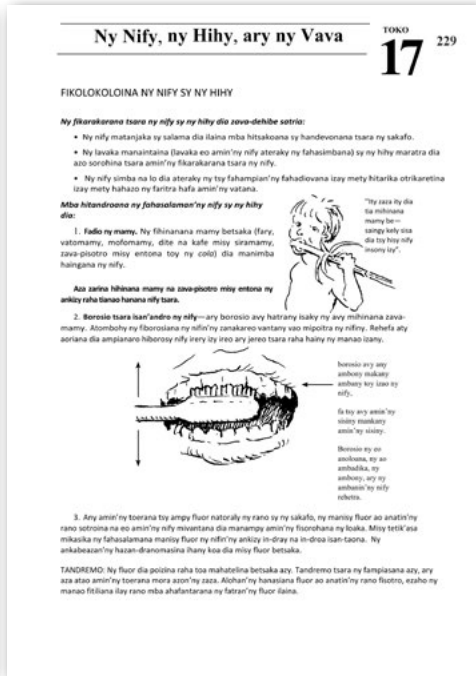 Ny Nify, ny Hihy, ary ny Vava
TOKO
17
229
FIKOLOKOLOINA NY NIFY SY NY HIHY
Ny fikarakarana tsara ny nify sy ny hihy dia zava-dehibe satria:
• Ny nify matanjaka sy salama dia ilaina mba hitsakoana sy handevonana tsara ny sakafo.
• Ny lavaka manaintaina (lavaka eo amin'ny nify ateraky ny fahasimbana) sy ny hihy maratra dia
azo sorohina tsara amin'ny fikarakarana tsara ny nify.
• Ny nify simba na lo dia ateraky ny tsy fahampian'ny fahadiovana izay mety hitarika otrikaretina
izay mety hahazo ny faritra hafa amin'ny vatana.
Mba hitandroana ny fahasalaman'ny nify sy ny hihy
dia:
1. Fadio ny mamy. Ny fihinanana mamy betsaka (fary,
vatomamy, mofomamy, dite na kafe misy siramamy,
zava-pisotro misy entona toy ny cola) dia manimba
haingana ny nify.
Aza zarina hihinana mamy na zava-pisotro misy entona ny
ankizy raha tianao hanana nify tsara.
"Ity zaza ity dia
tia mihinana
mamy be—
saingy kely sisa
dia tsy hisy nify
insony izy".
2. Borosio tsara isan'andro ny nify—ary borosio avy hatrany isaky ny avy mihinana zava-
mamy. Atombohy ny fiborosiana ny nifin'ny zanakareo vantany vao mipoitra ny nifiny. Rehefa aty
aoriana dia ampianaro hiborosy nify irery izy ireo ary jereo tsara raha hainy ny manao izany.
borosio avy any
ambony makany
ambany toy izao ny
nify,
fa tsy avy amin'ny
sisiny mankany
amin'ny sisiny.
Borosio ny eo
anoloana, ny ao
ambadika, ny
ambony, ary ny
ambanin'ny nify
rehetra.
3. Any amin'ny toerana tsy ampy fluor natoraly ny rano sy ny sakafo, ny manisy fluor ao anatin'ny
rano sotroina na eo amin'ny nify mivantana dia manampy amin'ny fisorohana ny loaka. Misy tetik'asa
mikasika ny fahasalamana manisy fluor ny nifin'ny ankizy in-dray na in-droa isan-taona. Ny
ankabeazan'ny hazan-dranomasina ihany koa dia misy fluor betsaka.
TANDREMO: Ny fluor dia poizina raha toa mahatelina betsaka azy. Tandremo tsara ny fampiasana azy, ary
aza atao amin'ny toerana mora azon'ny zaza. Alohan'ny hanasiana fluor ao anatin'ny rano fisotro, ezaho ny
manao fitiliana ilay rano mba ahafantarana ny fatran'ny fluor ilaina.